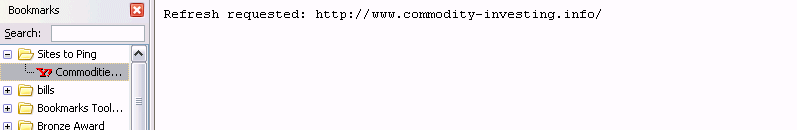 Bookmarks
Search:
Sites to Ping
Commoditie...
bills
Bookmarks Tool...
Bronze Award
Refresh requested: http://www.commodity-investing.info/